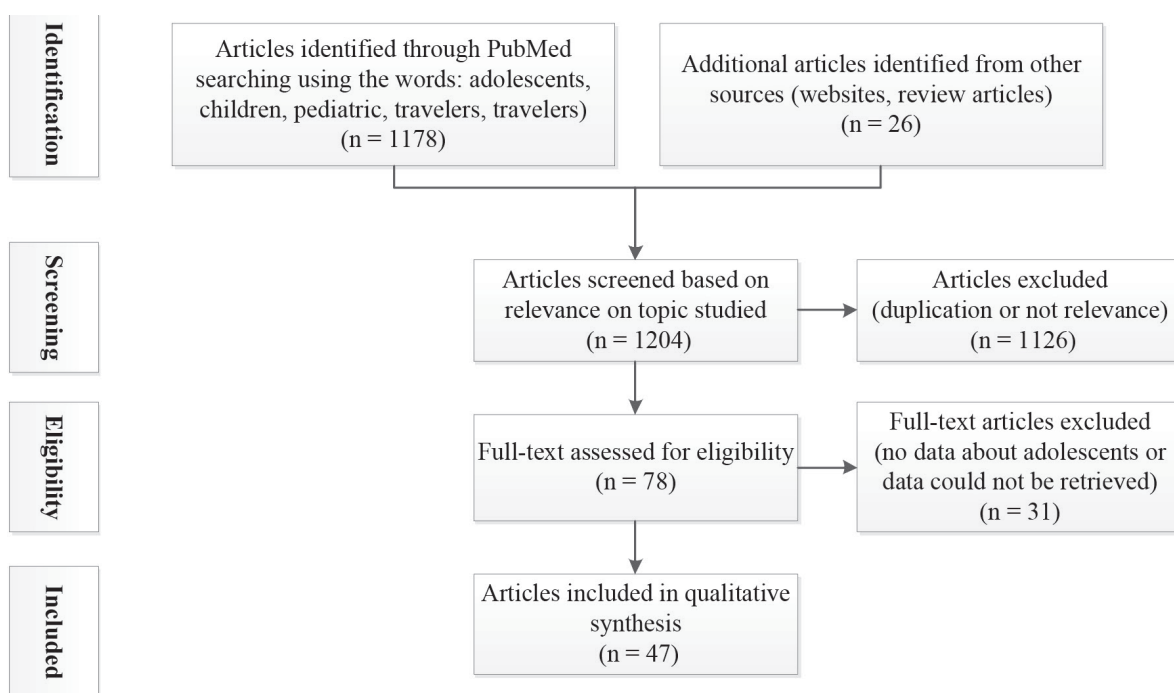 Identification
Articles identified through PubMed
searching using the words: adolescents,
children, pediatric, travelers, travelers)
(n = 1178)
Additional articles identified from other
sources (websites, review articles)
(n = 26)
Screening
Articles screened based on
relevance on topic studied
(n = 1204)
Articles excluded
(duplication or not relevance)
(n = 1126)
Eligibility
Full-text assessed for eligibility
(n = 78)
Full-text articles excluded
(no data about adolescents or
data could not be retrieved)
(n = 31)
Included
Articles included in qualitative
synthesis
(n = 47)